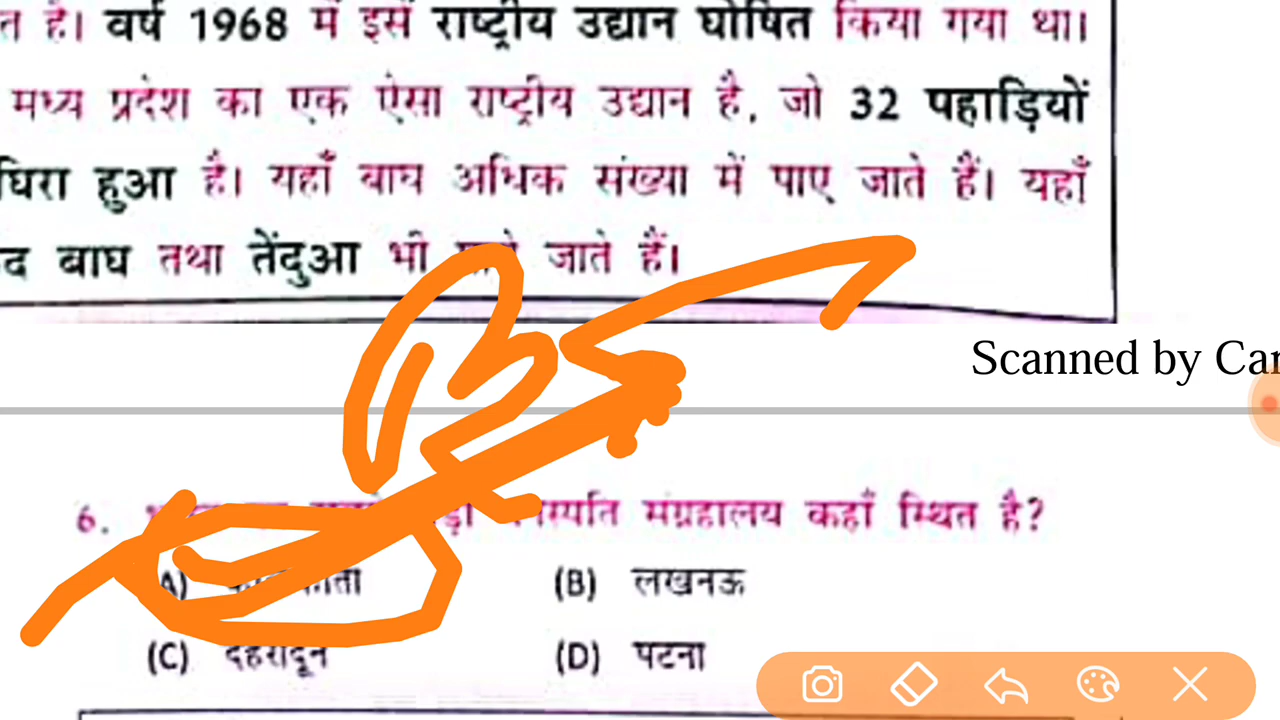 त है। वर्ष 1968 में इसे राष्ट्रीय उद्यान घोषित किया गया था।
मध्य प्रदेश का एक ऐसा राष्ट्रीय उद्यान है, जो 32 पहाड़ियों
घिरा हुआ है। यहाँ बाघ अधिक संख्या में पाए जाते हैं। यहाँ
द बाघ तथा तेंदुआ भी जाते हैं।
Scanned by Car
6. संग्रहालय कहाँ स्थित है?
(B) लखनऊ
(C) देहरादून
(D) पटना